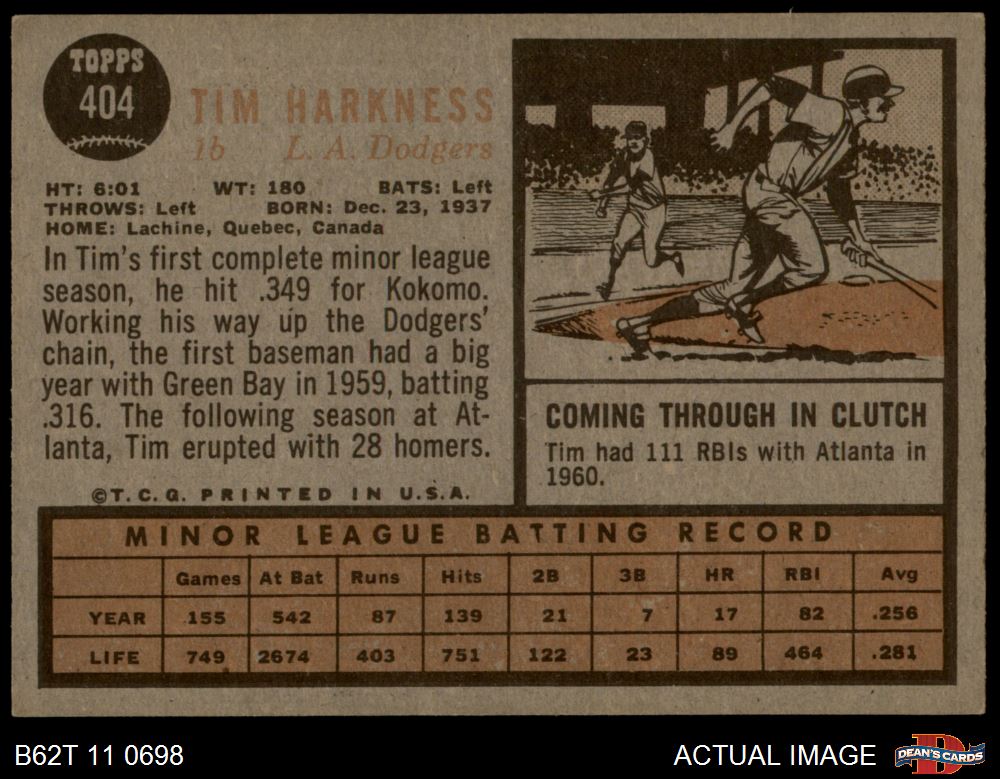 TOPPS
404
TIM HARKNESS
1b L. A. Dodgers
HT: 6:01 WT: 180 BATS: Left
THROWS: Left BORN: Dec. 23, 1937
HOME: Lachine, Quebec, Canada
In Tim's first complete minor league
season, he hit .349 for Kokomo.
Working his way up the Dodgers'
chain, the first baseman had a big
year with Green Bay in 1959, batting
.316. The following season at At-
lanta, Tim erupted with 28 homers.
©T.C.G. PRINTED IN U.S.A.
COMING THROUGH IN CLUTCH
Tim had 111 RBIs with Atlanta in
1960.
MINOR LEAGUE BATTING RECORD
Games At Bat Runs Hits 2B 3B HR RBI Avg
YEAR 155 542 87 139 21 7 17 82 .256
LIFE 749 2674 403 751 122 23 89 464 .281
B62T 11 0698 ACTUAL IMAGE DEAN'S CARDS